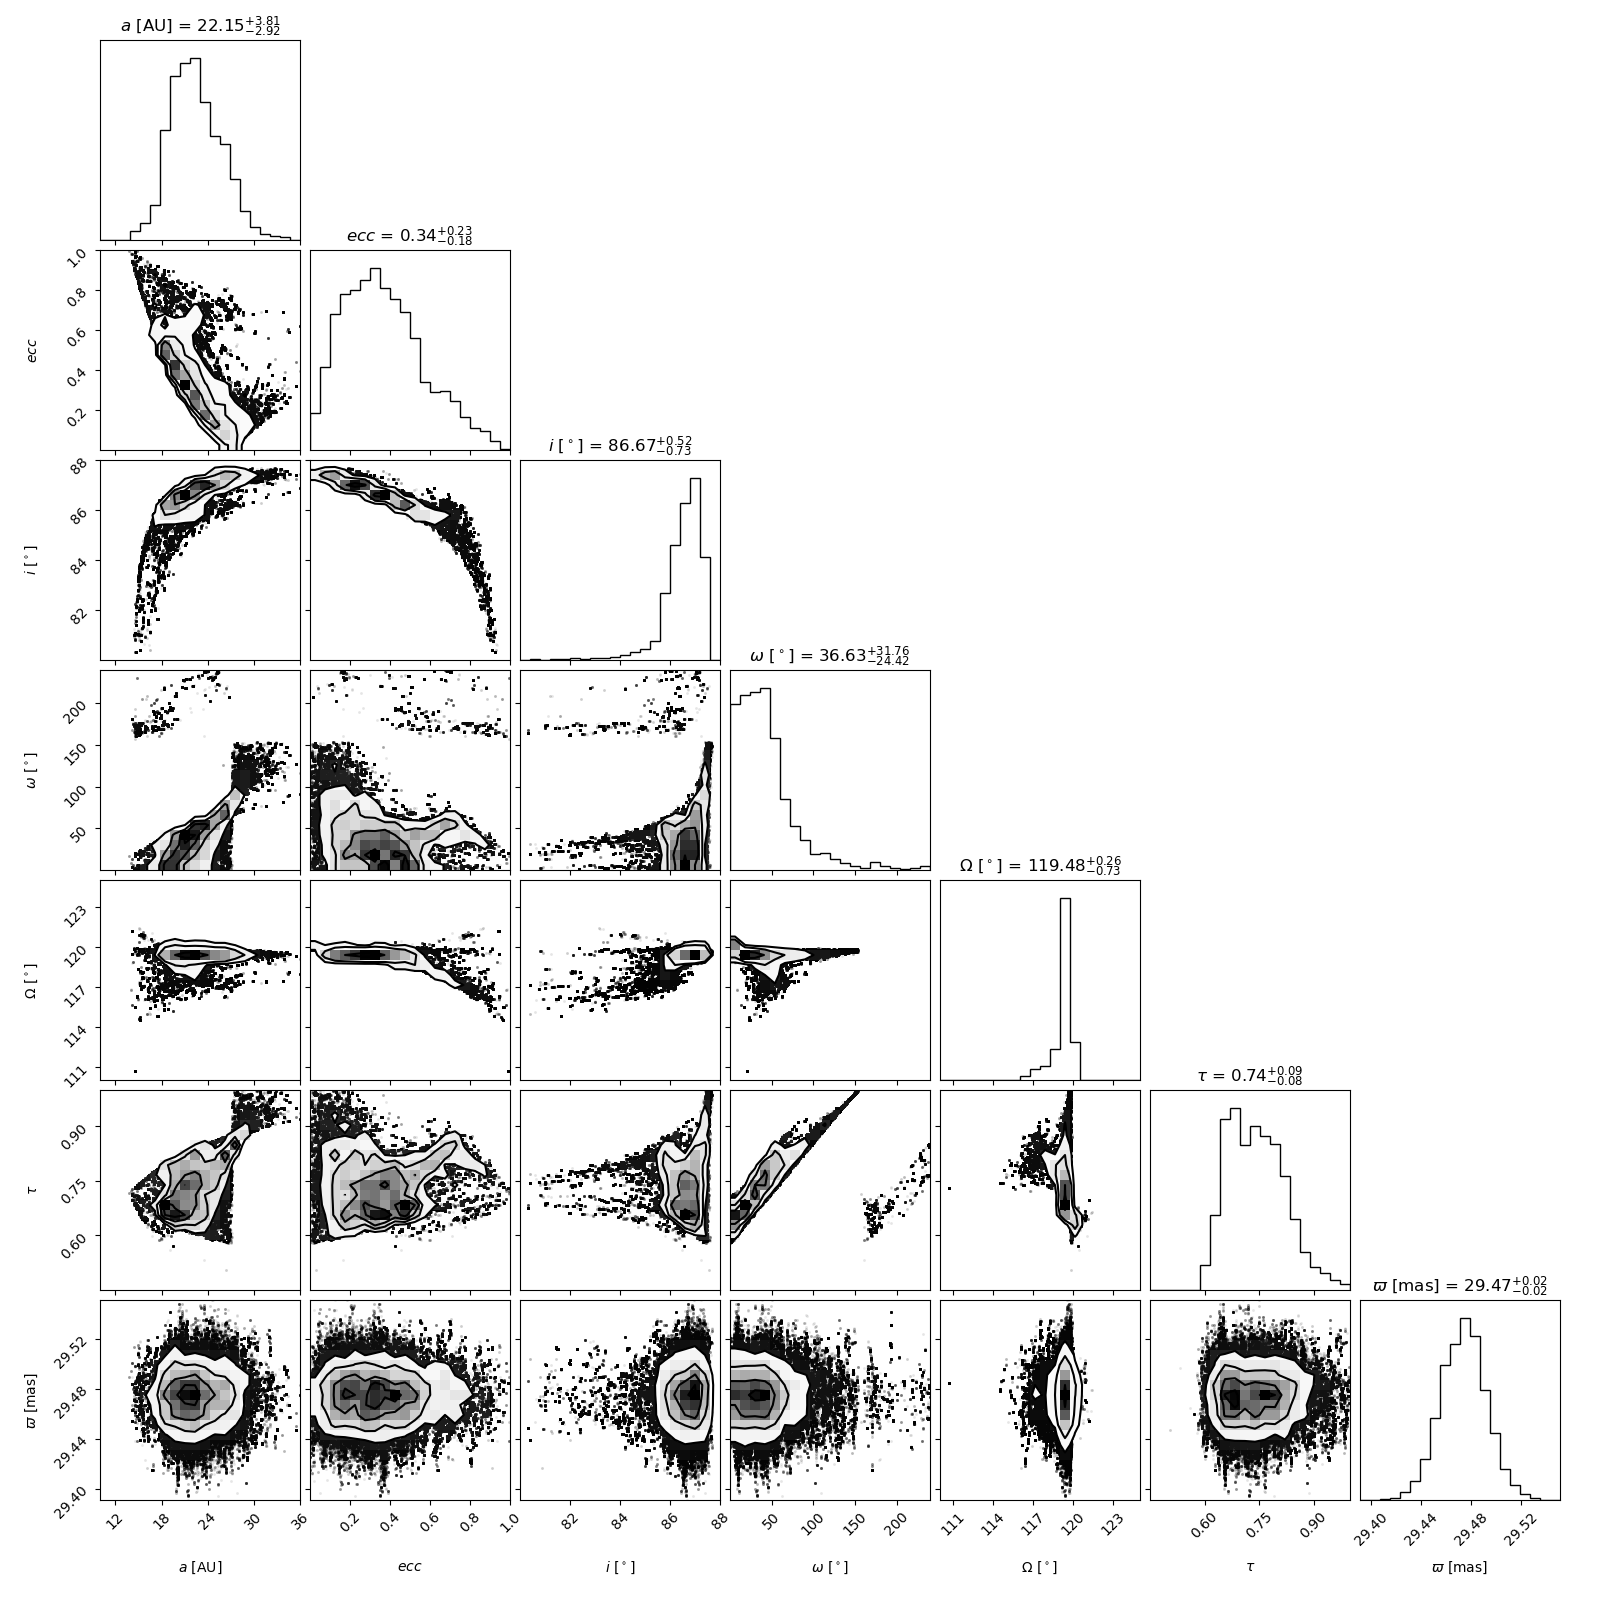 a [AU] = 22.15+3.81 −2.92
ecc = 0.34+0.23 −0.18
1.0
0.8
0.6
0.4
0.2
ecc
i [°] = 86.67+0.52 −0.73
88
86
84
82
i [°]
ω [°] = 36.63+31.76 −24.42
200
150
100
50
ω [°]
Ω [°] = 119.48+0.26 −0.73
123
120
117
114
111
Ω [°]
τ = 0.74+0.09 −0.08
0.90
0.75
0.60
τ
ϖ [mas] = 29.47+0.02 −0.02
29.52
29.48
29.44
29.40
ϖ [mas]
12 18 24 30 36 0.2 0.4 0.6 0.8 1.0 82 84 86 88 50 100 150 200 111 114 117 120 123 0.60 0.75 0.90 29.40 29.44 29.48 29.52
a [AU] ecc i [°] ω [°] Ω [°] τ ϖ [mas]